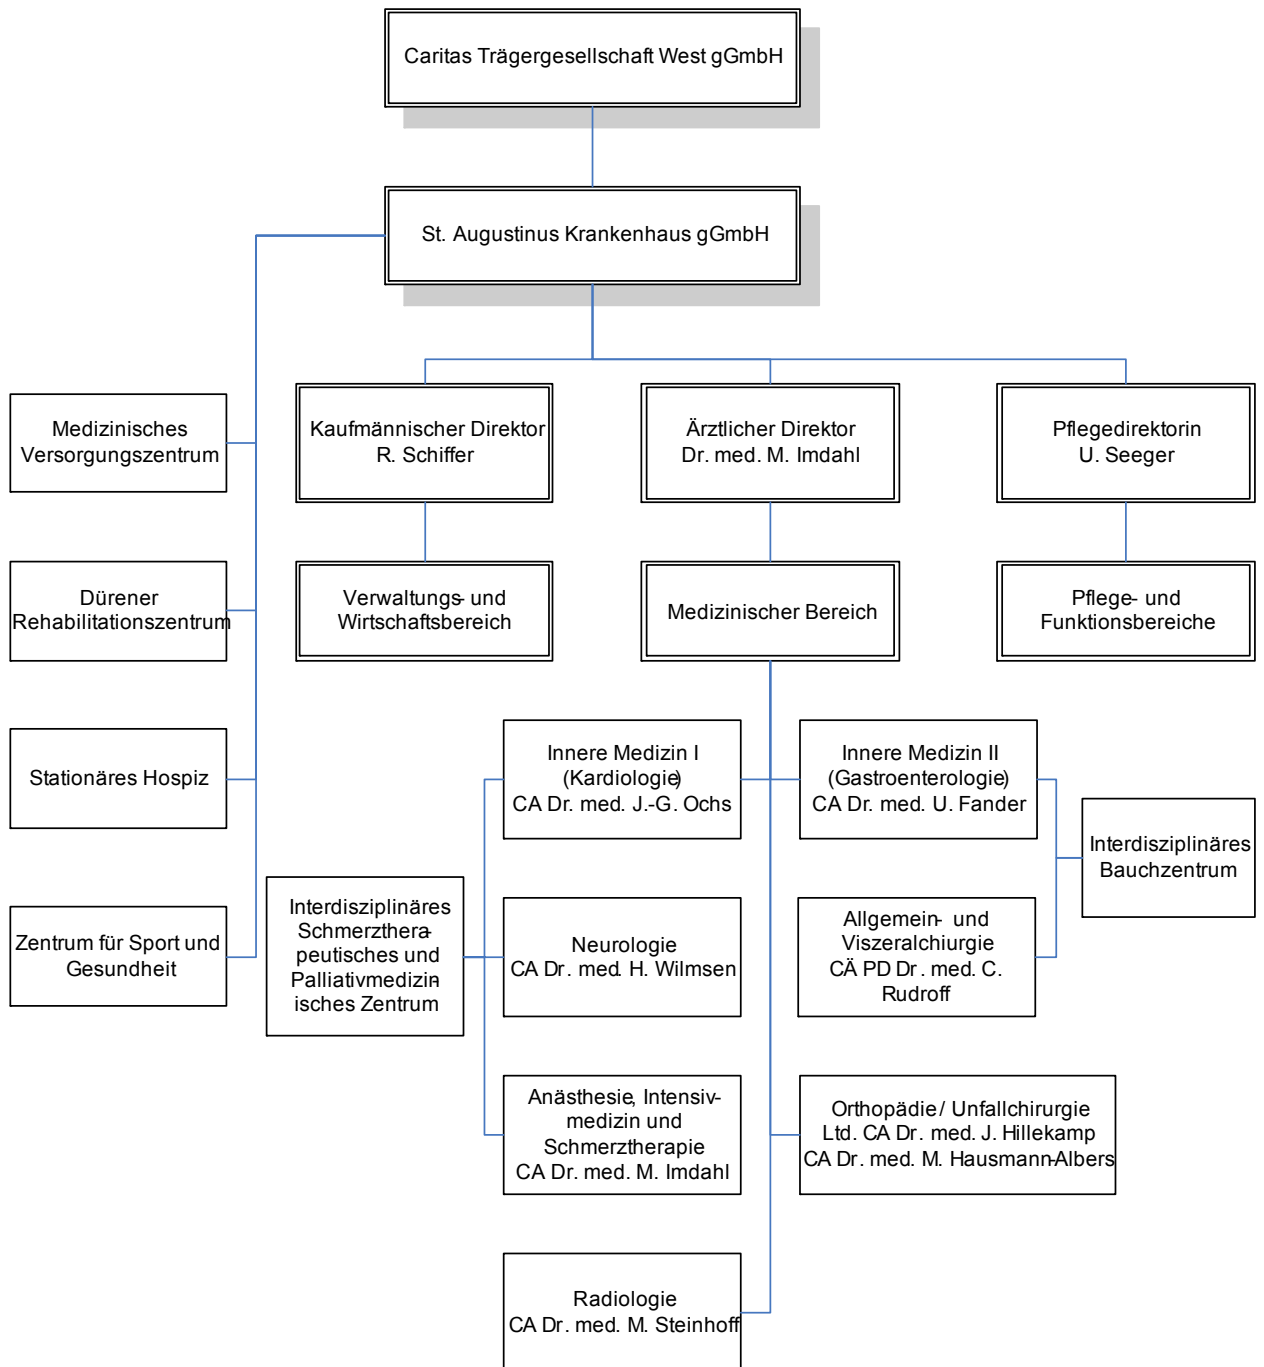 Caritas Trägergesellschaft West gGmbH
St. Augustinus Krankenhaus gGmbH
Medizinisches
Versorgungszentrum
Kaufmännischer Direktor
R. Schiffer
Ärztlicher Direktor
Dr. med. M. Imdahl
Pflegedirektorin
U. Seeger
Dürener
Rehabilitationszentrum
Verwaltungs- und
Wirtschaftsbereich
Medizinischer Bereich
Pflege- und
Funktionsbereiche
Stationäres Hospiz
Innere Medizin I
(Kardiologie)
CA Dr. med. J.-G. Ochs
Innere Medizin II
(Gastroenterologie)
CA Dr. med. U. Fander
Interdisziplinäres
Bauchzentrum
Zentrum für Sport und
Gesundheit
Interdisziplinäres
Schmerzthera-
peutisches und
Palliativmedizin-
isches Zentrum
Neurologie
CA Dr. med. H. Wilmsen
Allgemein- und
Viszeralchiurgie
CÄ PD Dr. med. C.
Rudroff
Anästhesie, Intensiv-
medizin und
Schmerztherapie
CA Dr. med. M. Imdahl
Orthopädie / Unfallchirurgie
Ltd. CA Dr. med. J. Hillekamp
CA Dr. med. M. Hausmann-Albers
Radiologie
CA Dr. med. M. Steinhoff